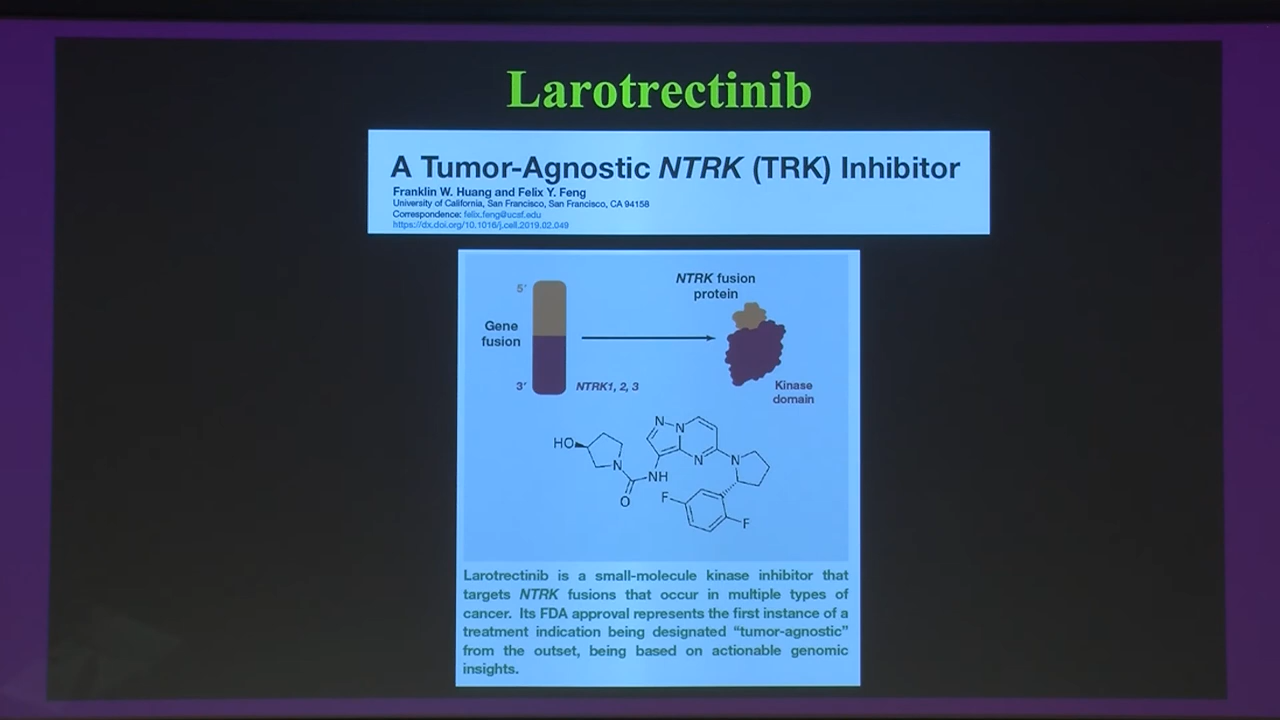 Larotrectinib
A Tumor-Agnostic NTRK (TRK) Inhibitor
Franklin W. Huang and Felix Y. Feng
University of California, San Francisco, San Francisco, CA 94158
Correspondence: felix.feng@ucsf.edu
https://dx.doi.org/10.1016/j.cell.2019.02.049
5′
Gene
fusion
3′
NTRK1, 2, 3
NTRK fusion
protein
Kinase
domain
N
N
HO
N
N
N
NH
O
F
F
Larotrectinib is a small-molecule kinase inhibitor that
targets NTRK fusions that occur in multiple types of
cancer. Its FDA approval represents the first instance of a
treatment indication being designated “tumor-agnostic”
from the outset, being based on actionable genomic
insights.